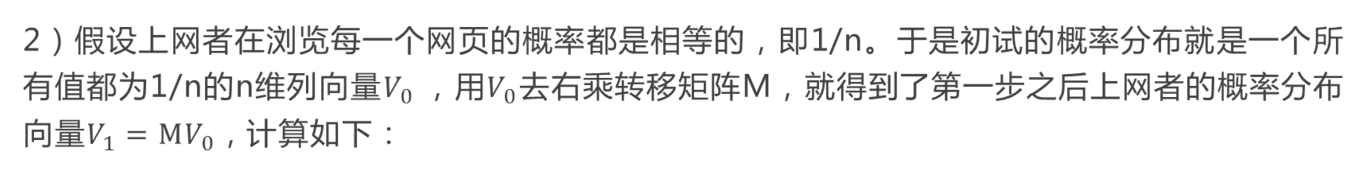 2）假设上网者在浏览每一个网页的概率都是相等的，即1/n。于是初试的概率分布就是一个所
有值都为1/n的n维列向量V₀ ，用V₀去右乘转移矩阵M，就得到了第一步之后上网者的概率分布
向量V₁ = MV₀，计算如下：